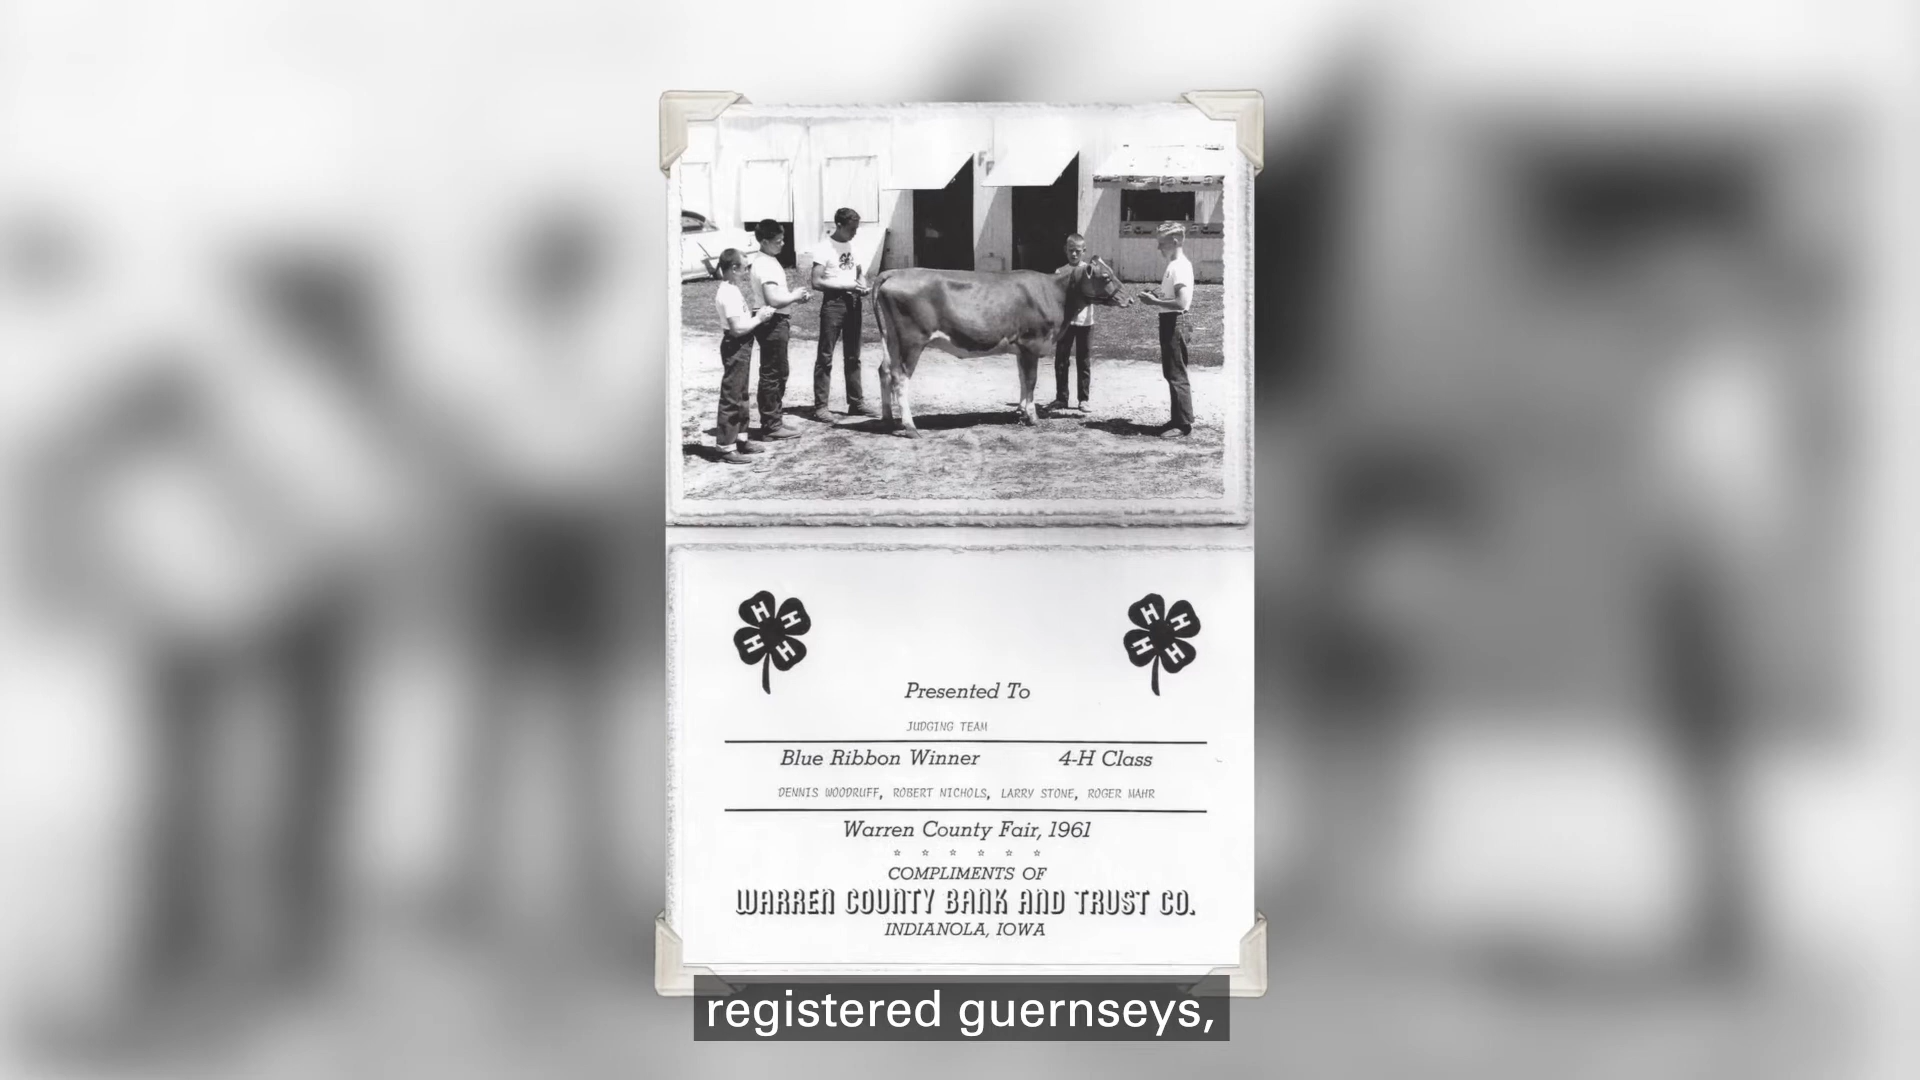 H H H H
H H H H
Presented To
JUDGING TEAM
Blue Ribbon Winner 4-H Class
DENNIS WOODRUFF, ROBERT NICHOLS, LARRY STONE, ROGER MAHR
Warren County Fair, 1961
COMPLIMENTS OF
WARREN COUNTY BANK AND TRUST CO.
INDIANOLA, IOWA
registered guernseys,